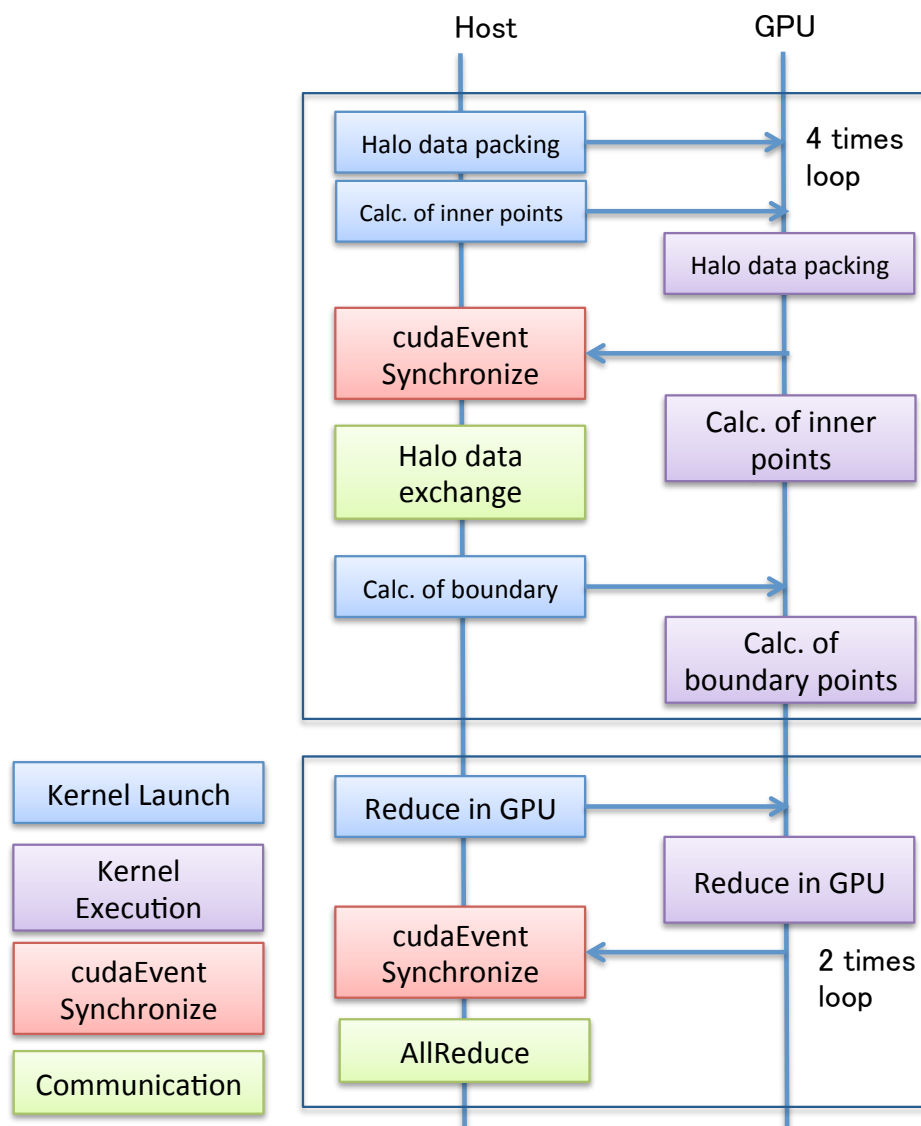 Host
GPU
Halo data packing
4 times
loop
Calc. of inner points
Halo data packing
cudaEvent
Synchronize
Calc. of inner
points
Halo data
exchange
Calc. of boundary
Calc. of
boundary points
Kernel Launch
Reduce in GPU
Kernel
Execution
Reduce in GPU
cudaEvent
Synchronize
cudaEvent
Synchronize
2 times
loop
Communication
AllReduce